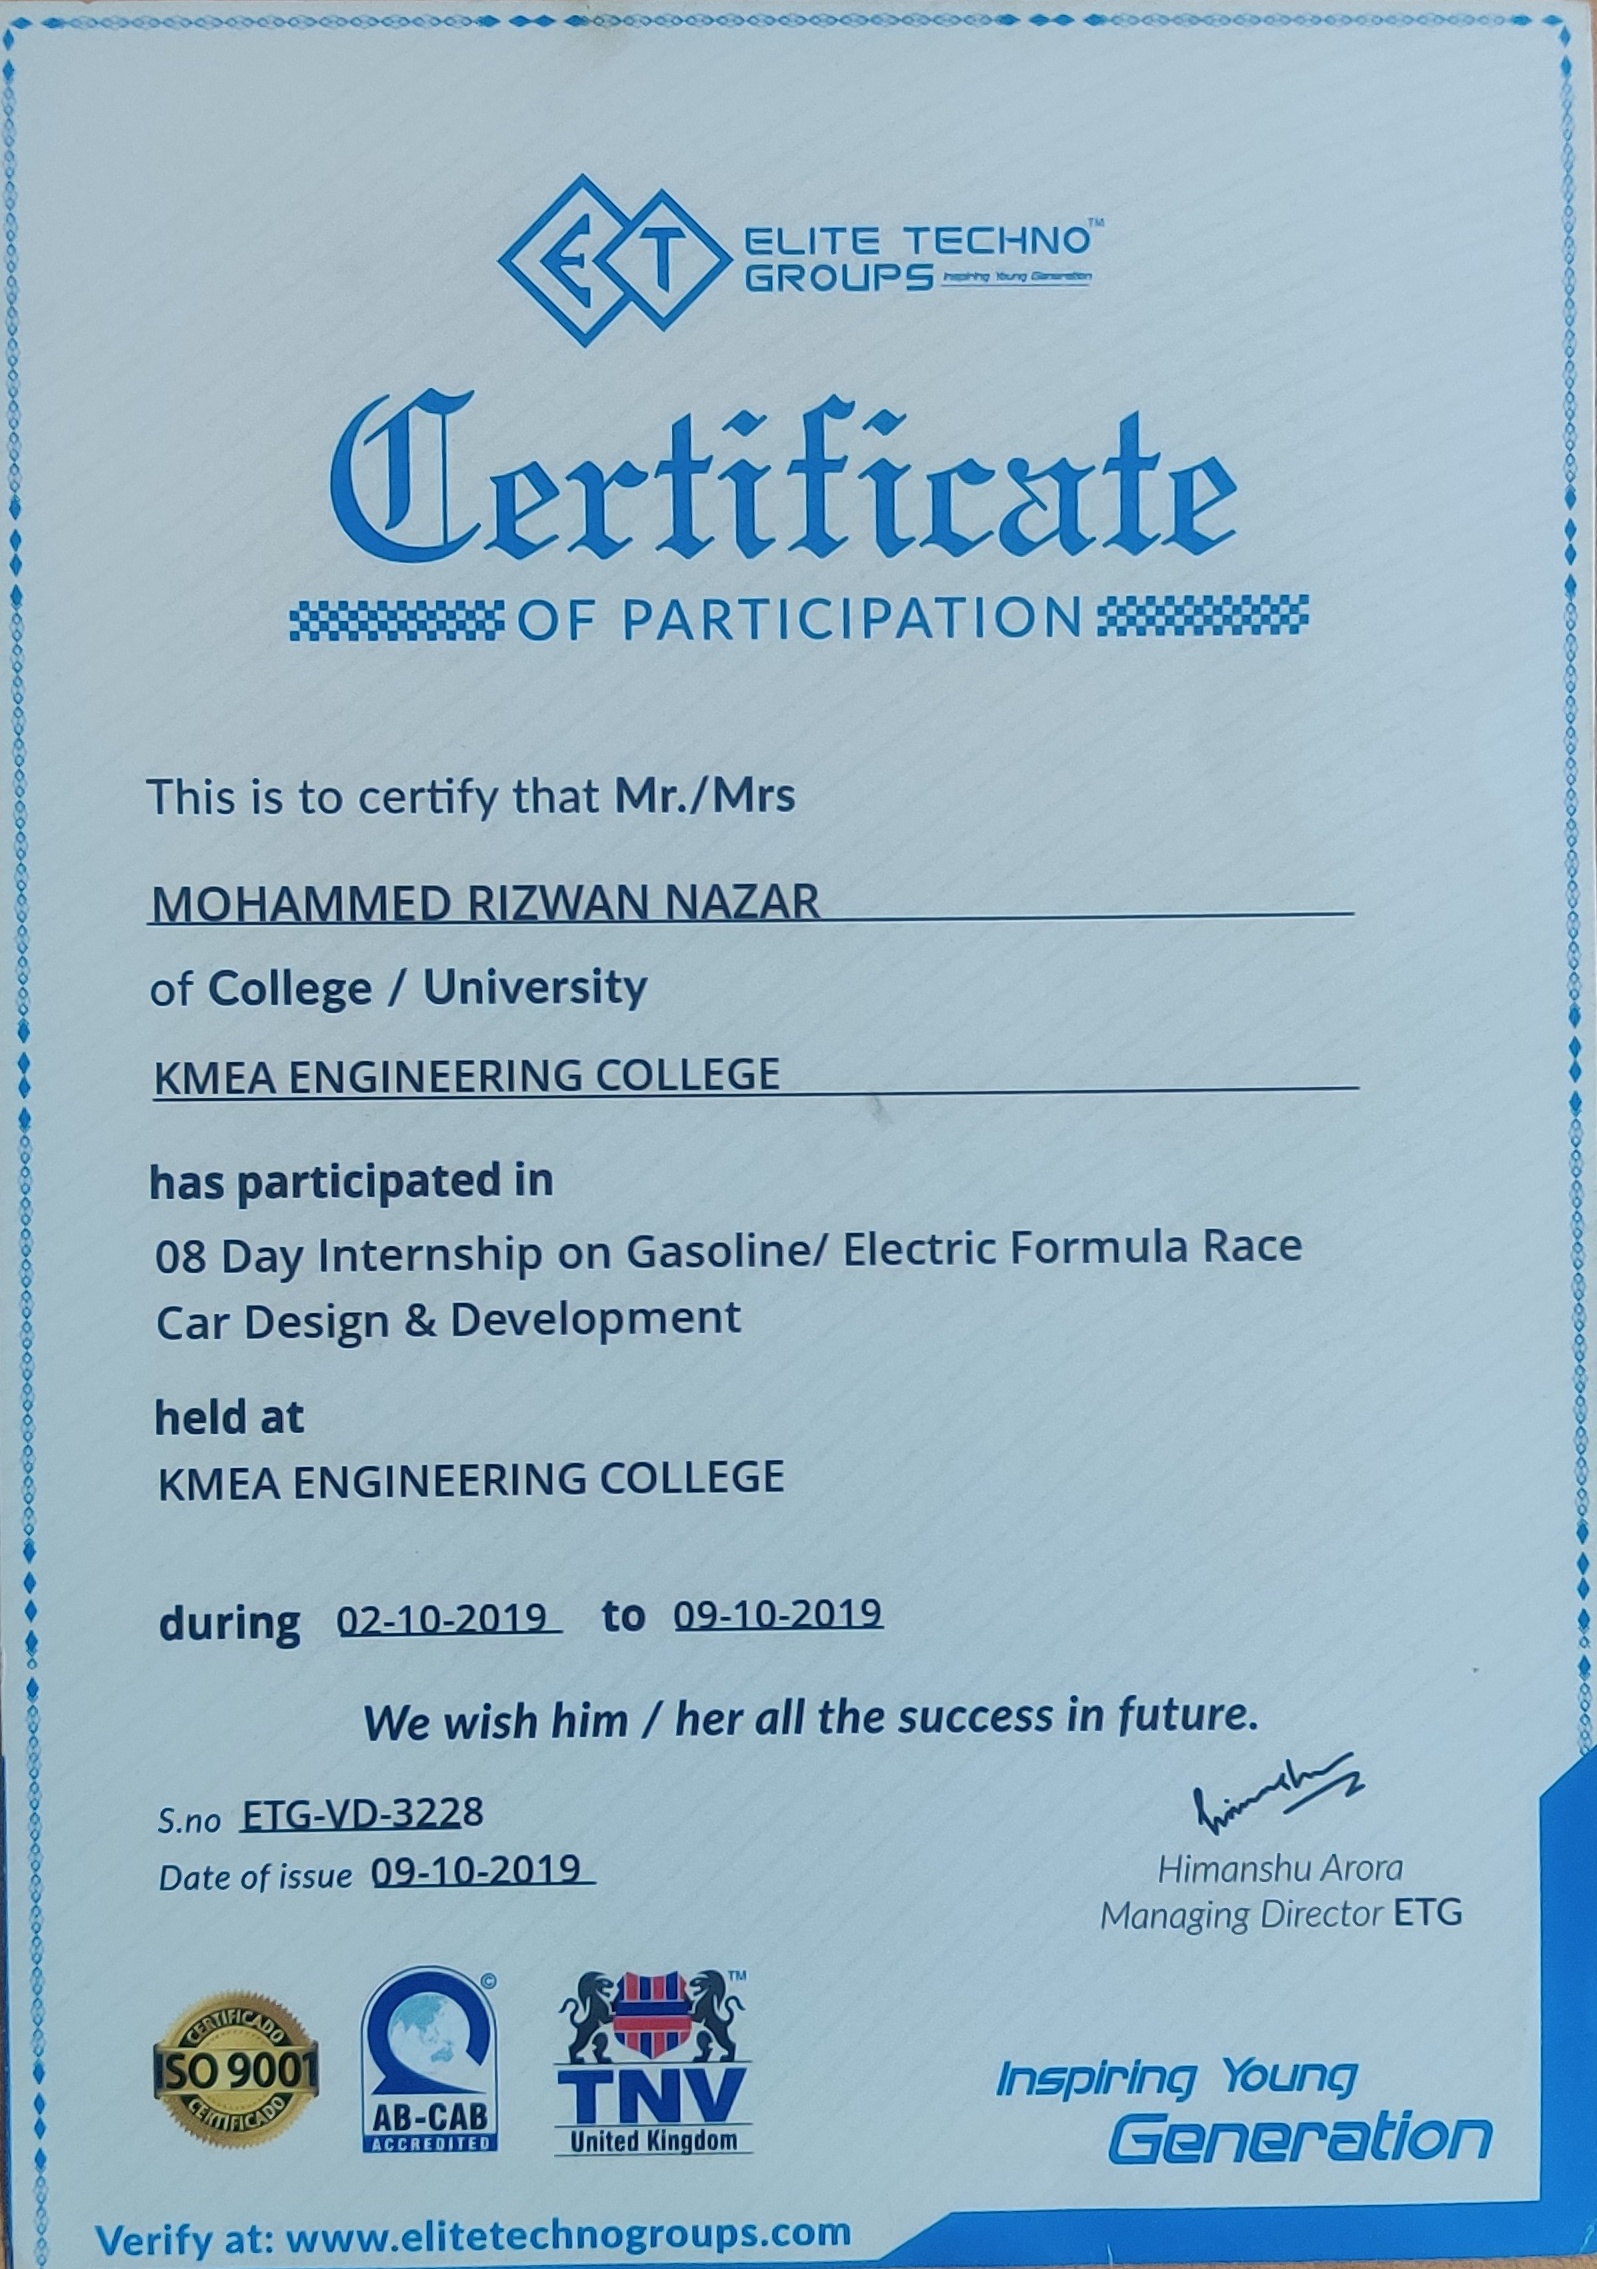 ET ELITE TECHNO™
GROUPS Inspiring Young Generation
Certificate
OF PARTICIPATION
This is to certify that Mr./Mrs
MOHAMMED RIZWAN NAZAR
of College / University
KMEA ENGINEERING COLLEGE
has participated in
08 Day Internship on Gasoline/ Electric Formula Race
Car Design & Development
held at
KMEA ENGINEERING COLLEGE
during 02-10-2019 to 09-10-2019
We wish him / her all the success in future.
S.no ETG-VD-3228
Date of issue 09-10-2019
Himanshu
Himanshu Arora
Managing Director ETG
CERTIFICADO
ISO 9001
CERTIFICADO
©
AB-CAB
ACCREDITED
™
TNV
United Kingdom
Inspiring Young
Generation
Verify at: www.elitetechnogroups.com